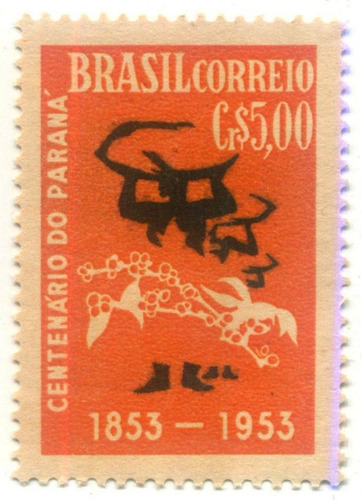 BRASIL CORREIO
Cr$5,00
CENTENÁRIO DO PARANÁ
1853 - 1953